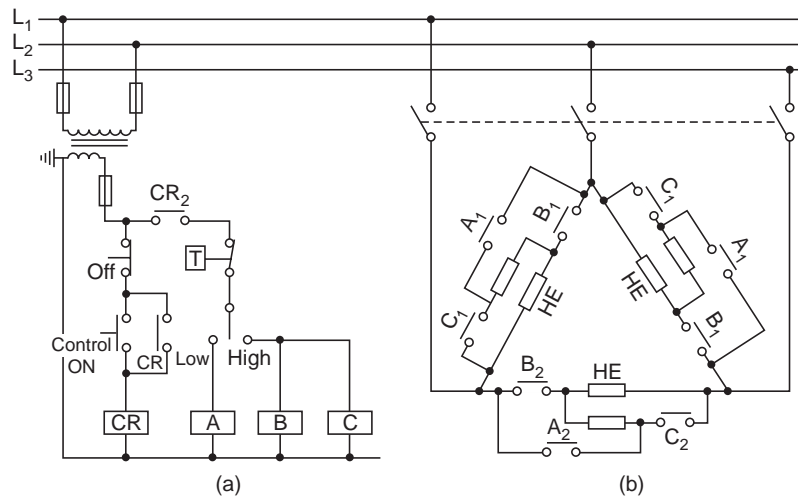 L1
L2
L3
CR2
T
Off
Control
ON
CR
Low
High
CR
A
B
C
(a)
A1
B1
C1
HE
C1
A1
HE
B1
B2
HE
A2
C2
(b)